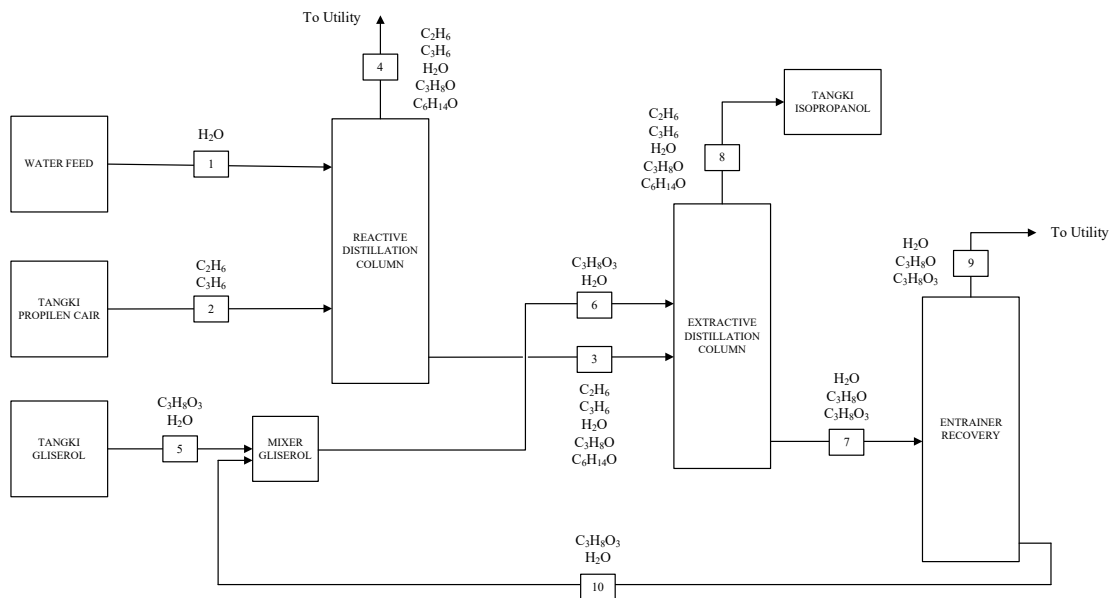 To Utility
C₂H₆
C₃H₆
H₂O
C₃H₈O
C₆H₁₄O
4
WATER FEED
H₂O
1
REACTIVE
DISTILLATION
COLUMN
TANGKI
PROPILEN CAIR
C₂H₆
C₃H₆
2
TANGKI
GLISEROL
C₃H₈O₃
H₂O
5
MIXER
GLISEROL
C₃H₈O₃
H₂O
6
3
C₂H₆
C₃H₆
H₂O
C₃H₈O
C₆H₁₄O
EXTRACTIVE
DISTILLATION
COLUMN
C₂H₆
C₃H₆
H₂O
C₃H₈O
C₆H₁₄O
8
TANGKI
ISOPROPANOL
H₂O
C₃H₈O
C₃H₈O₃
7
ENTRAINER
RECOVERY
H₂O
C₃H₈O
C₃H₈O₃
9
To Utility
C₃H₈O₃
H₂O
10